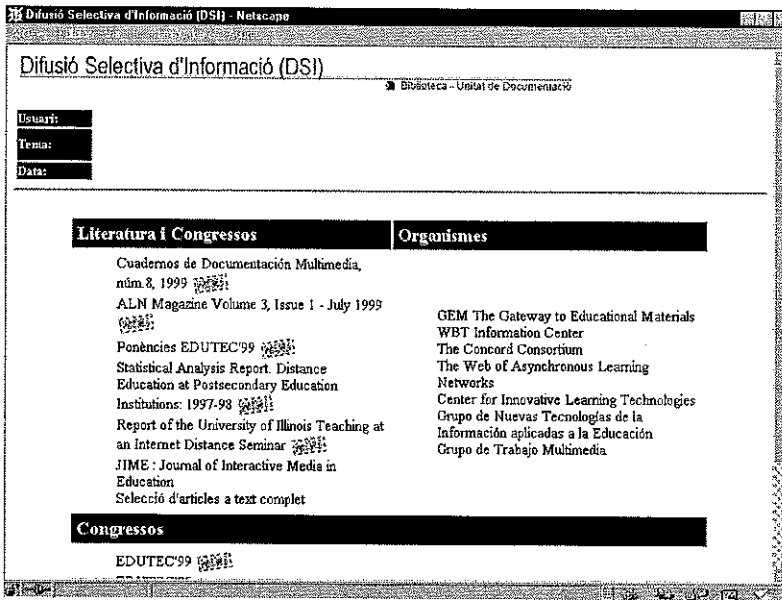 Difusió Selectiva d'Informació (DSI) - Netscape
Difusió Selectiva d'Informació (DSI)
Biblioteca - Unitat de Documentació
Usuari:
Tema:
Data:
Literatura i Congressos
Cuadernos de Documentación Multimedia,
núm.8, 1999
ALN Magazine Volume 3, Issue 1 - July 1999
Ponències EDUTEC'99
Statistical Analysis Report. Distance
Education at Postsecondary Education
Institutions: 1997-98
Report of the University of Illinois Teaching at
an Internet Distance Seminar
JIME : Journal of Interactive Media in
Education
Selecció d'articles a text complet
Organismes
GEM The Gateway to Educational Materials
WBT Information Center
The Concord Consortium
The Web of Asynchronous Learning
Networks
Center for Innovative Learning Technologies
Grupo de Nuevas Tecnologías de la
Información aplicadas a la Educación
Grupo de Trabajo Multimedia
Congressos
EDUTEC'99